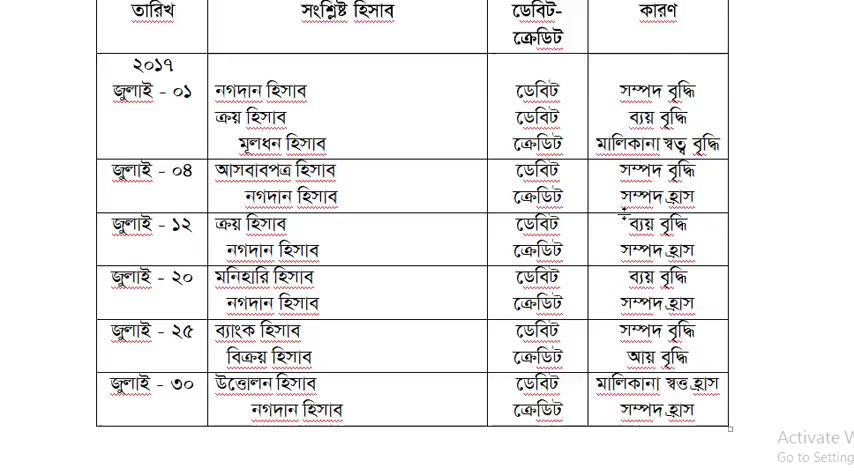 তারিখ সংশ্লিষ্ট হিসাব ডেবিট- কারণ
ক্রেডিট
২০১৭
জুলাই - ০১ নগদান হিসাব ডেবিট সম্পদ বৃদ্ধি
ক্রয় হিসাব ডেবিট ব্যয় বৃদ্ধি
মূলধন হিসাব ক্রেডিট মালিকানা স্বত্ব বৃদ্ধি
জুলাই - ০৪ আসবাবপত্র হিসাব ডেবিট সম্পদ বৃদ্ধি
নগদান হিসাব ক্রেডিট সম্পদ হ্রাস
জুলাই - ১২ ক্রয় হিসাব ডেবিট ব্যয় বৃদ্ধি
নগদান হিসাব ক্রেডিট সম্পদ হ্রাস
জুলাই - ২০ মনিহারি হিসাব ডেবিট ব্যয় বৃদ্ধি
নগদান হিসাব ক্রেডিট সম্পদ হ্রাস
জুলাই - ২৫ ব্যাংক হিসাব ডেবিট সম্পদ বৃদ্ধি
বিক্রয় হিসাব ক্রেডিট আয় বৃদ্ধি
জুলাই - ৩০ উত্তোলন হিসাব ডেবিট মালিকানা স্বত্ত হ্রাস
নগদান হিসাব ক্রেডিট সম্পদ হ্রাস
Activate W
Go to Setting